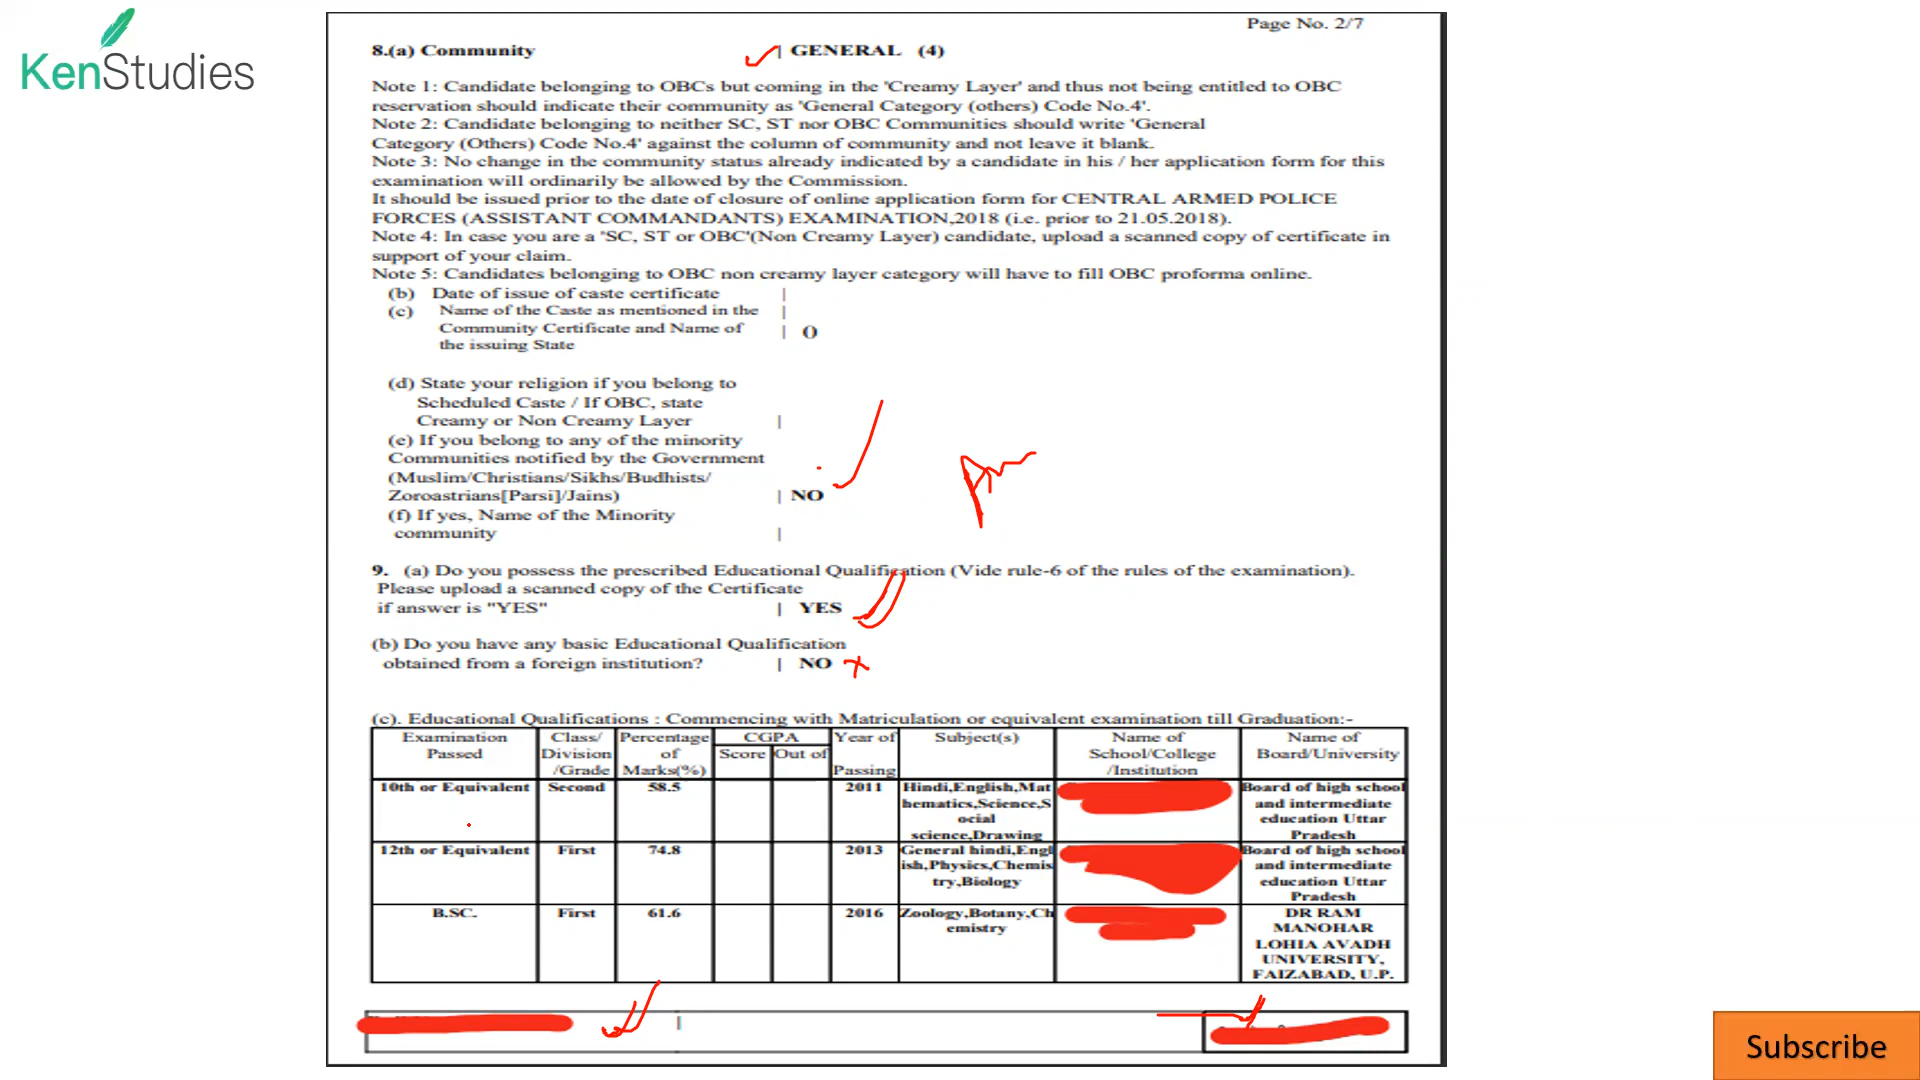 KenStudies
Page No. 2/7
8.(a) Community | GENERAL (4)
Note 1: Candidate belonging to OBCs but coming in the 'Creamy Layer' and thus not being entitled to OBC
reservation should indicate their community as 'General Category (others) Code No.4'.
Note 2: Candidate belonging to neither SC, ST nor OBC Communities should write 'General
Category (Others) Code No.4' against the column of community and not leave it blank.
Note 3: No change in the community status already indicated by a candidate in his / her application form for this
examination will ordinarily be allowed by the Commission.
It should be issued prior to the date of closure of online application form for CENTRAL ARMED POLICE
FORCES (ASSISTANT COMMANDANTS) EXAMINATION,2018 (i.e. prior to 21.05.2018).
Note 4: In case you are a 'SC, ST or OBC'(Non Creamy Layer) candidate, upload a scanned copy of certificate in
support of your claim.
Note 5: Candidates belonging to OBC non creamy layer category will have to fill OBC proforma online.
(b) Date of issue of caste certificate |
(c) Name of the Caste as mentioned in the |
Community Certificate and Name of | ()
the issuing State
(d) State your religion if you belong to
Scheduled Caste / If OBC, state
Creamy or Non Creamy Layer |
(e) If you belong to any of the minority
Communities notified by the Government
(Muslim/Christians/Sikhs/Budhists/
Zoroastrians[Parsi]/Jains) | NO
(f) If yes, Name of the Minority
community |
9. (a) Do you possess the prescribed Educational Qualification (Vide rule-6 of the rules of the examination).
Please upload a scanned copy of the Certificate
if answer is "YES" | YES
(b) Do you have any basic Educational Qualification
obtained from a foreign institution? | NO
(c). Educational Qualifications : Commencing with Matriculation or equivalent examination till Graduation:-
Examination Class/ Percentage CGPA Year of Subject(s) Name of Name of
Passed Division of Score Out of School/College Board/University
/Grade Marks(%) Passing /Institution
10th or Equivalent Second 58.5 2011 Hindi,English,Mat Board of high school
hematics,Science,S and intermediate
ocial education Uttar
science,Drawing Pradesh
12th or Equivalent First 74.8 2013 General hindi,Engl Board of high school
ish,Physics,Chemis and intermediate
try,Biology education Uttar
Pradesh
B.SC. First 61.6 2016 Zoology,Botany,Ch DR RAM
emistry MANOHAR
LOHIA AVADH
UNIVERSITY,
FAIZABAD, U.P.
|
Subscribe